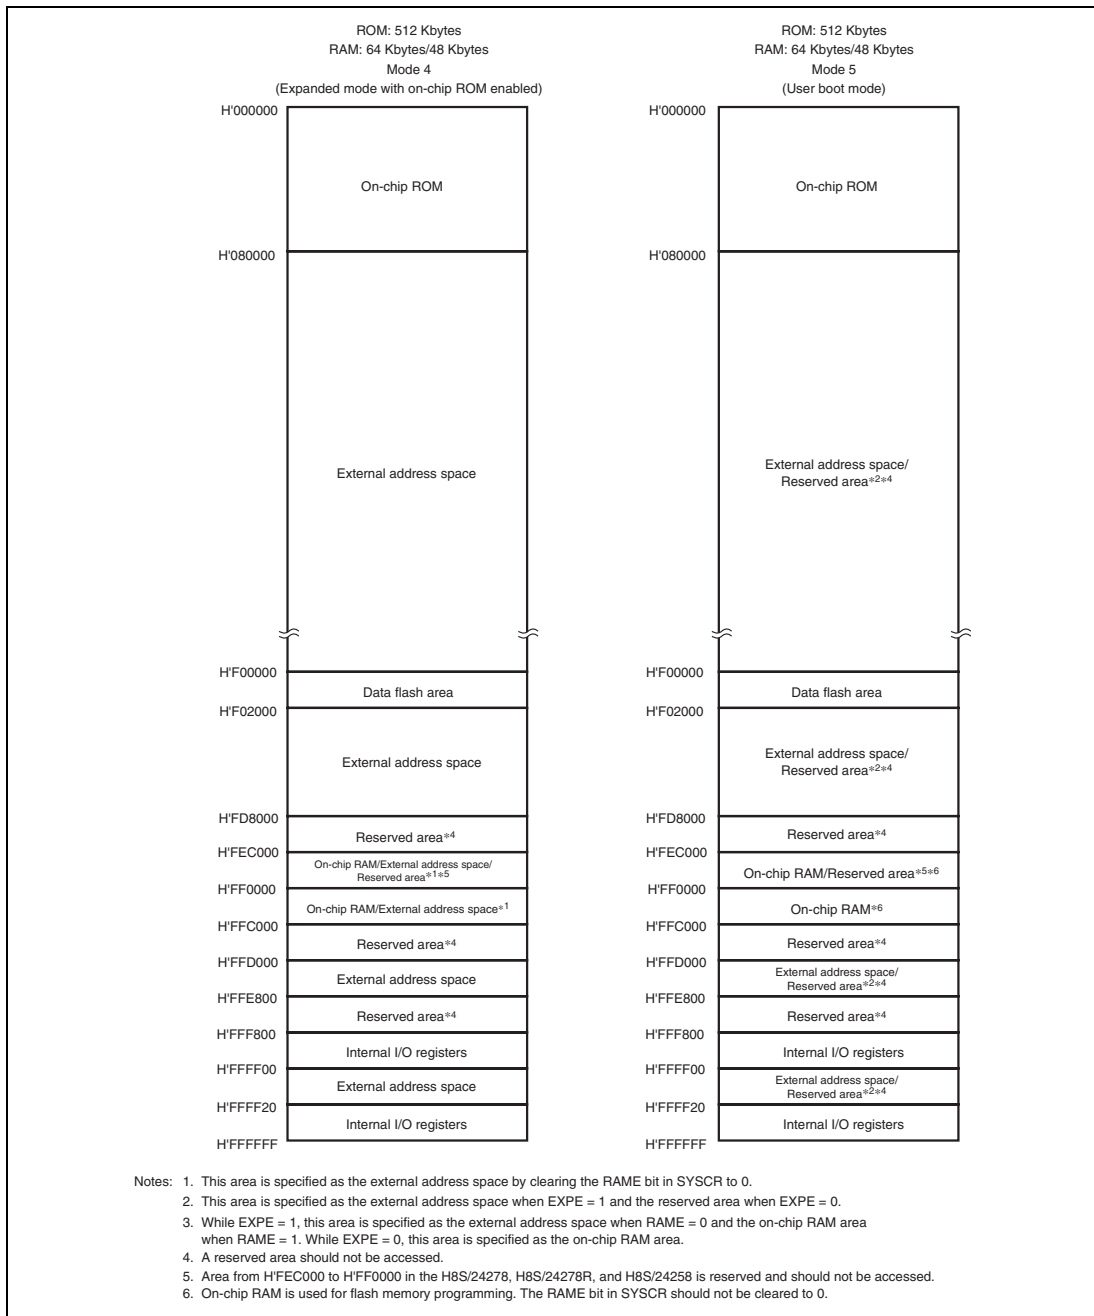 ROM: 512 Kbytes
RAM: 64 Kbytes/48 Kbytes
Mode 4
(Expanded mode with on-chip ROM enabled)
H'000000
On-chip ROM
H'080000
External address space
H'F00000
Data flash area
H'F02000
External address space
H'FD8000
Reserved area*4
H'FEC000
On-chip RAM/External address space/
Reserved area*1*5
H'FF0000
On-chip RAM/External address space*1
H'FFC000
Reserved area*4
H'FFD000
External address space
H'FFE800
Reserved area*4
H'FFF800
Internal I/O registers
H'FFFF00
External address space
H'FFFF20
Internal I/O registers
H'FFFFFF
ROM: 512 Kbytes
RAM: 64 Kbytes/48 Kbytes
Mode 5
(User boot mode)
H'000000
On-chip ROM
H'080000
External address space/
Reserved area*2*4
H'F00000
Data flash area
H'F02000
External address space/
Reserved area*2*4
H'FD8000
Reserved area*4
H'FEC000
On-chip RAM/Reserved area*5*6
H'FF0000
On-chip RAM*6
H'FFC000
Reserved area*4
H'FFD000
External address space/
Reserved area*2*4
H'FFE800
Reserved area*4
H'FFF800
Internal I/O registers
H'FFFF00
External address space/
Reserved area*2*4
H'FFFF20
Internal I/O registers
H'FFFFFF
Notes: 1. This area is specified as the external address space by clearing the RAME bit in SYSCR to 0.
2. This area is specified as the external address space when EXPE = 1 and the reserved area when EXPE = 0.
3. While EXPE = 1, this area is specified as the external address space when RAME = 0 and the on-chip RAM area
when RAME = 1. While EXPE = 0, this area is specified as the on-chip RAM area.
4. A reserved area should not be accessed.
5. Area from H'FEC000 to H'FF0000 in the H8S/24278, H8S/24278R, and H8S/24258 is reserved and should not be accessed.
6. On-chip RAM is used for flash memory programming. The RAME bit in SYSCR should not be cleared to 0.